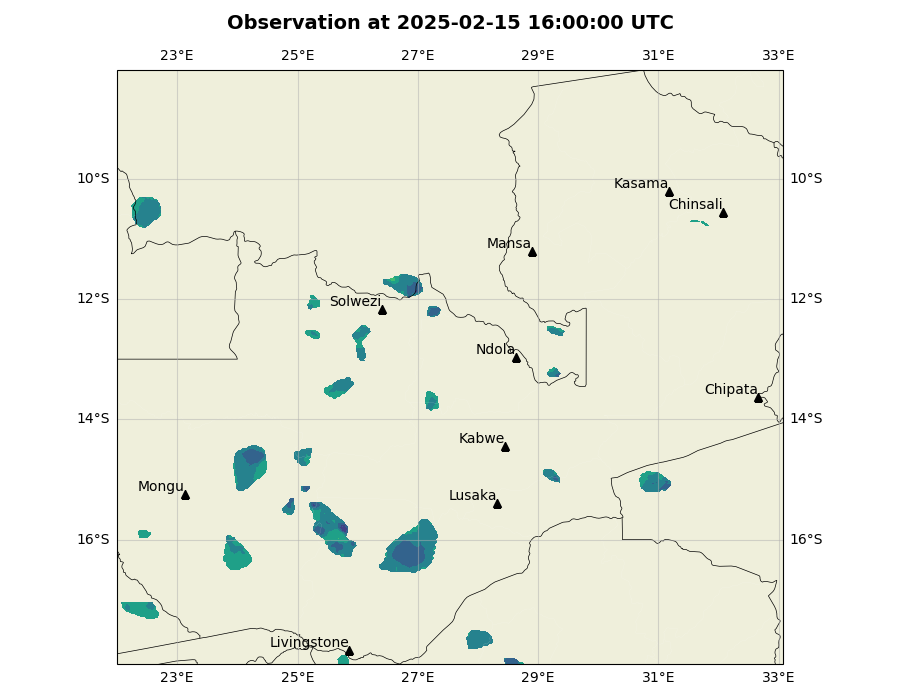 Observation at 2025-02-15 16:00:00 UTC
23°E 25°E 27°E 29°E 31°E 33°E
10°S 10°S
Kasama
Chinsali
Mansa
12°S 12°S
Solwezi
Ndola
Chipata
14°S 14°S
Kabwe
Mongu
Lusaka
16°S 16°S
Livingstone
23°E 25°E 27°E 29°E 31°E 33°E